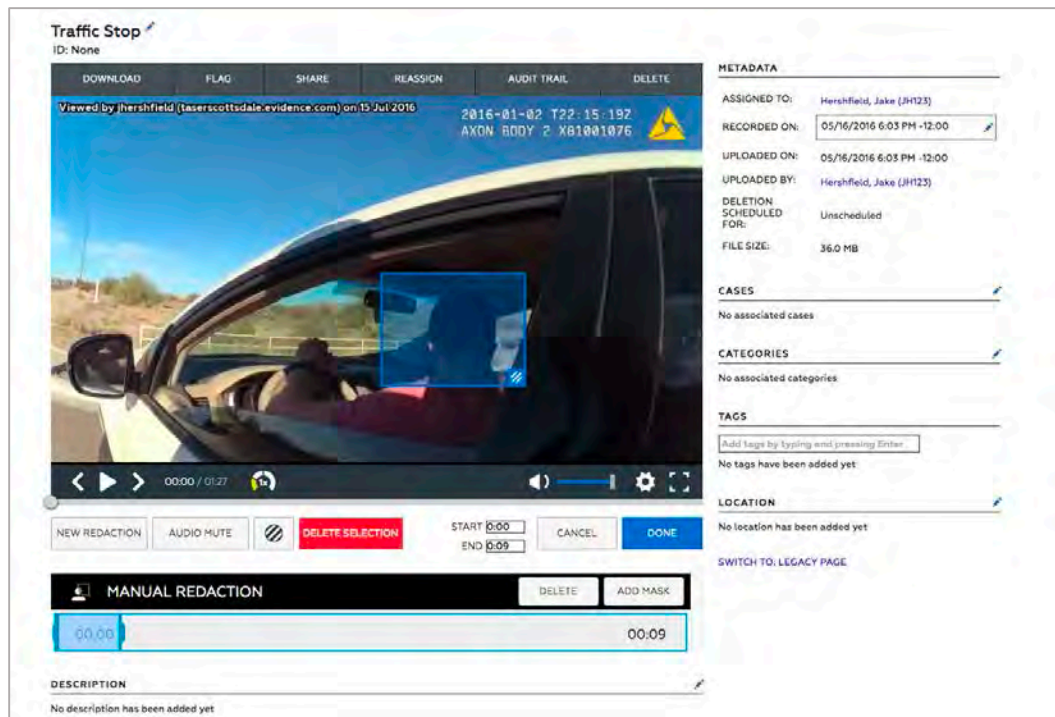 Traffic Stop
ID: None
DOWNLOAD FLAG SHARE REASSIGN AUDIT TRAIL DELETE
Viewed by jhershfield (taserscottsdale.evidence.com) on 15 Jul 2016
2016-01-02 T22:15:19Z
AXON BODY 2 X81001076
00:00 / 01:27 1x
NEW REDACTION AUDIO MUTE DELETE SELECTION START 0:00 CANCEL DONE
END 0:09
MANUAL REDACTION DELETE ADD MASK
00:00 00:09
DESCRIPTION
No description has been added yet
METADATA
ASSIGNED TO: Hershfield, Jake (JH123)
RECORDED ON: 05/16/2016 6:03 PM -12:00
UPLOADED ON: 05/16/2016 6:03 PM -12:00
UPLOADED BY: Hershfield, Jake (JH123)
DELETION
SCHEDULED Unscheduled
FOR:
FILE SIZE: 36.0 MB
CASES
No associated cases
CATEGORIES
No associated categories
TAGS
Add tags by typing and pressing Enter
No tags have been added yet
LOCATION
No location has been added yet
SWITCH TO: LEGACY PAGE